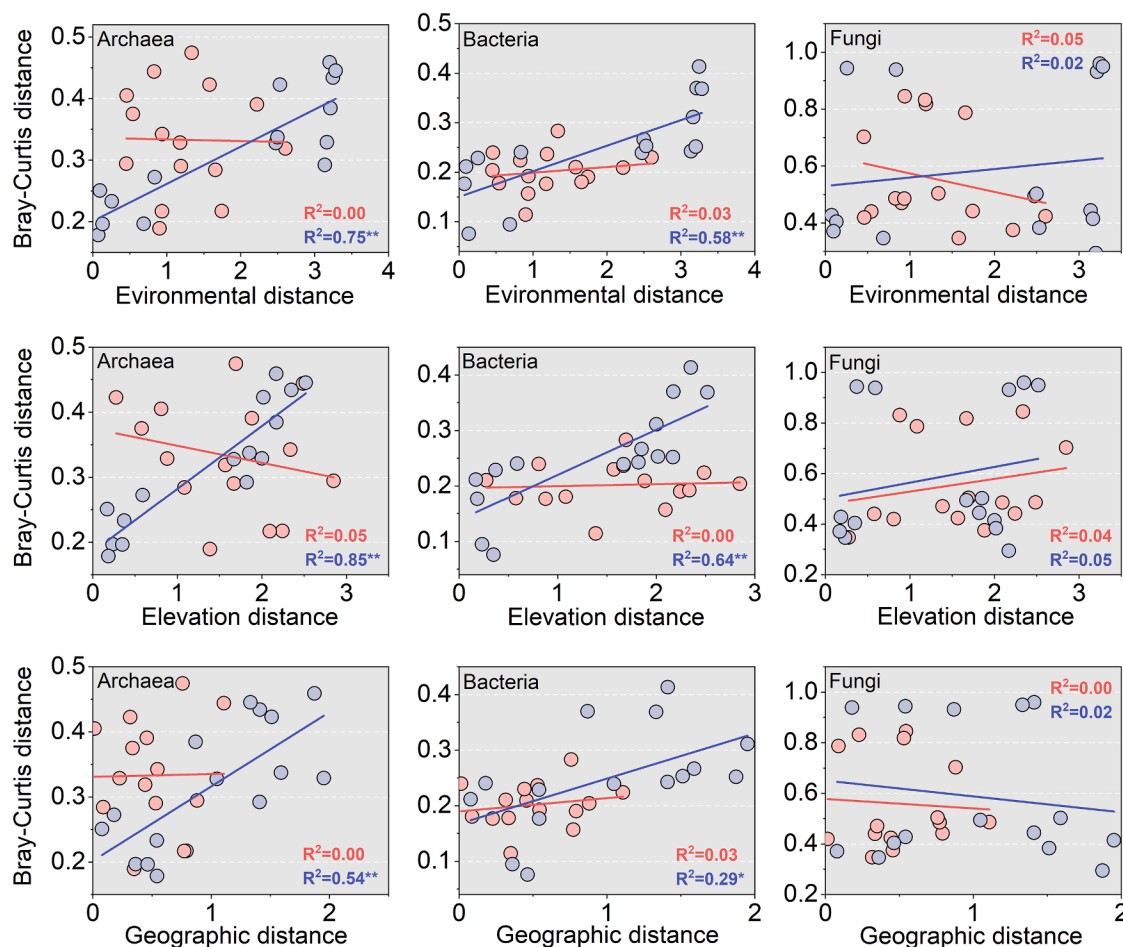 Bray-Curtis distance
0.5
0.4
0.3
0.2
Archaea
R²=0.00
R²=0.75**
0 1 2 3 4
Evironmental distance
0.4
0.3
0.2
0.1
Bacteria
R²=0.03
R²=0.58**
0 1 2 3 4
Evironmental distance
1.0
0.8
0.6
0.4
Fungi
R²=0.05
R²=0.02
0 1 2 3
Evironmental distance
Bray-Curtis distance
0.5
0.4
0.3
0.2
Archaea
R²=0.05
R²=0.85**
0 1 2 3
Elevation distance
0.4
0.3
0.2
0.1
Bacteria
R²=0.00
R²=0.64**
0 1 2 3
Elevation distance
1.0
0.8
0.6
0.4
0.2
Fungi
R²=0.04
R²=0.05
0 1 2 3
Elevation distance
Bray-Curtis distance
0.5
0.4
0.3
0.2
Archaea
R²=0.00
R²=0.54**
0 1 2
Geographic distance
0.4
0.3
0.2
0.1
Bacteria
R²=0.03
R²=0.29*
0 1 2
Geographic distance
1.0
0.8
0.6
0.4
0.2
Fungi
R²=0.00
R²=0.02
0 1 2
Geographic distance